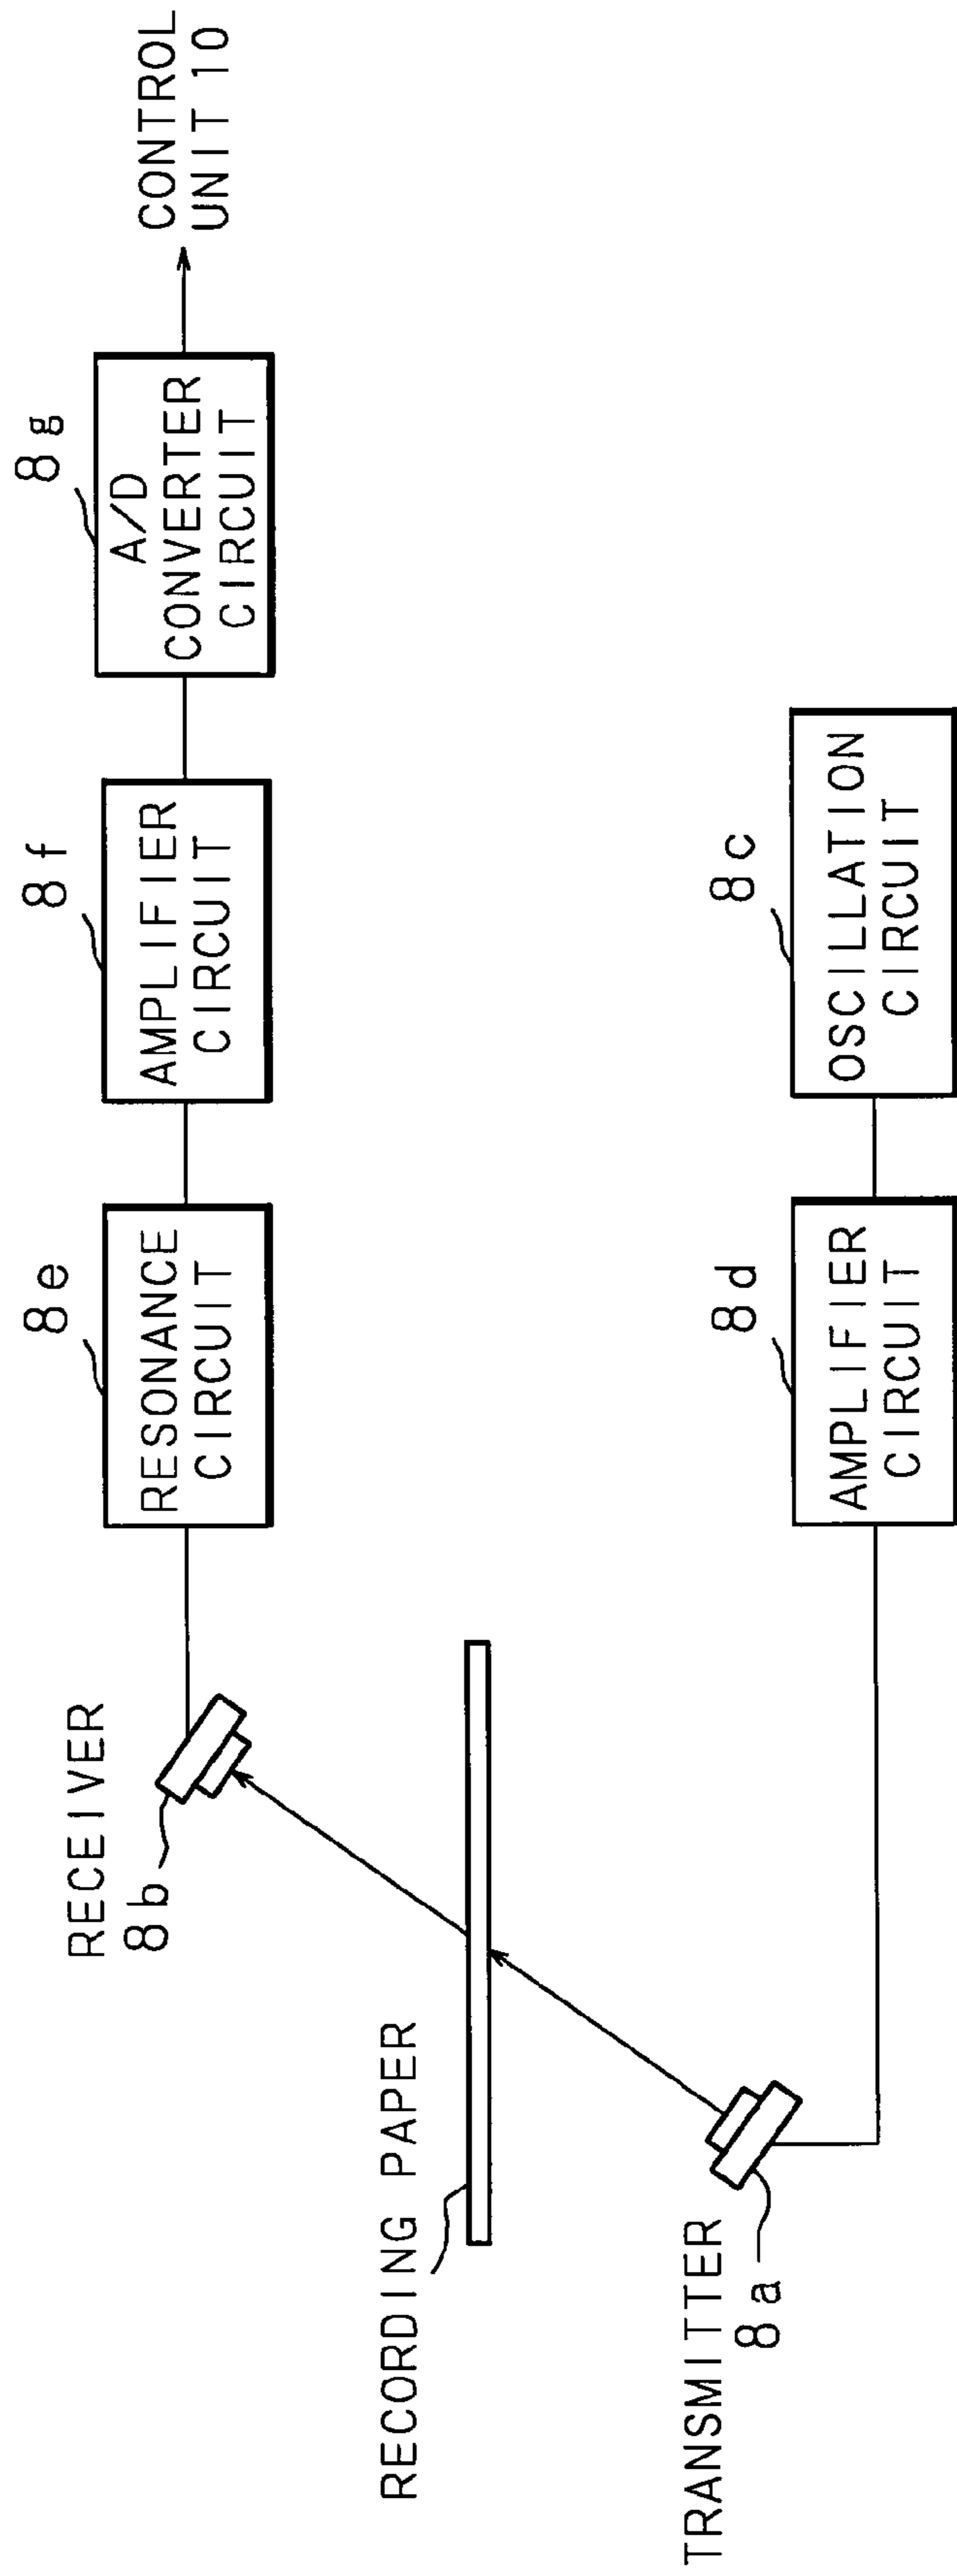 RECEIVER
8b
8e
RESONANCE
CIRCUIT
8f
AMPLIFIER
CIRCUIT
8g
A/D
CONVERTER
CIRCUIT
CONTROL
UNIT 10
RECORDING PAPER
TRANSMITTER
8a
8d
AMPLIFIER
CIRCUIT
8c
OSCILLATION
CIRCUIT